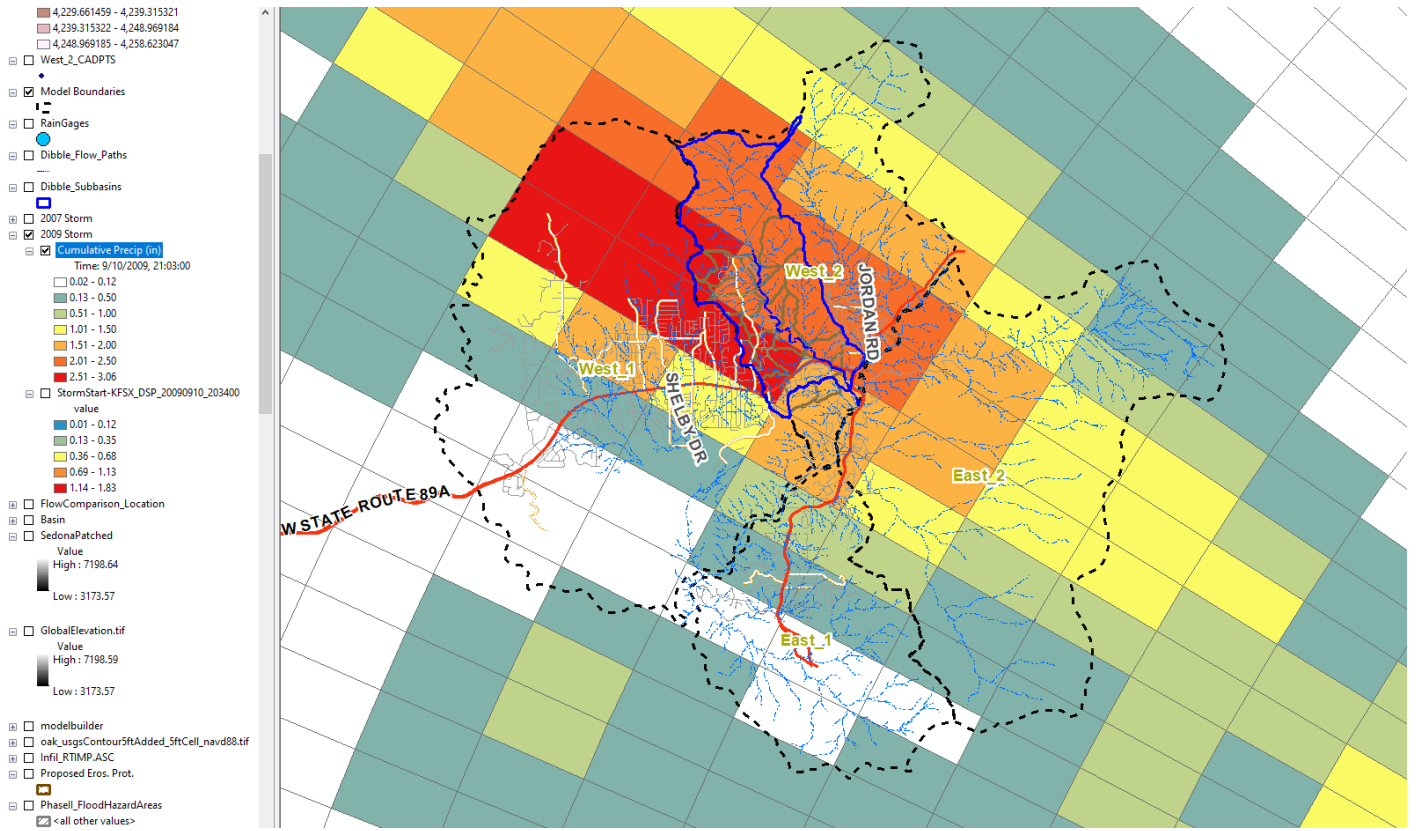 4,229.661459 - 4,239.315321
4,239.315322 - 4,248.969184
4,248.969185 - 4,258.623047
West_2_CADPTS
Model Boundaries
RainGages
Dibble_Flow_Paths
Dibble_Subbasins
2007 Storm
2009 Storm
Cumulative Precip (in)
Time: 9/10/2009, 21:03:00
0.02 - 0.12
0.13 - 0.50
0.51 - 1.00
1.01 - 1.50
1.51 - 2.00
2.01 - 2.50
2.51 - 3.06
StormStart-KFSX_DSP_20090910_203400
value
0.01 - 0.12
0.13 - 0.35
0.36 - 0.68
0.69 - 1.13
1.14 - 1.83
FlowComparison_Location
Basin
SedonaPatched
Value
High : 7198.64
Low : 3173.57
GlobalElevation.tif
Value
High : 7198.59
Low : 3173.57
modelbuilder
oak_usgsContour5ftAdded_5ftCell_navd88.tif
Infil_RTIMP.ASC
Proposed Eros. Prot.
PhaseII_FloodHazardAreas
<all other values>
West_2
JORDAN RD
West_1
SHELBY DR
East_2
W STATE ROUTE 89A
East_1